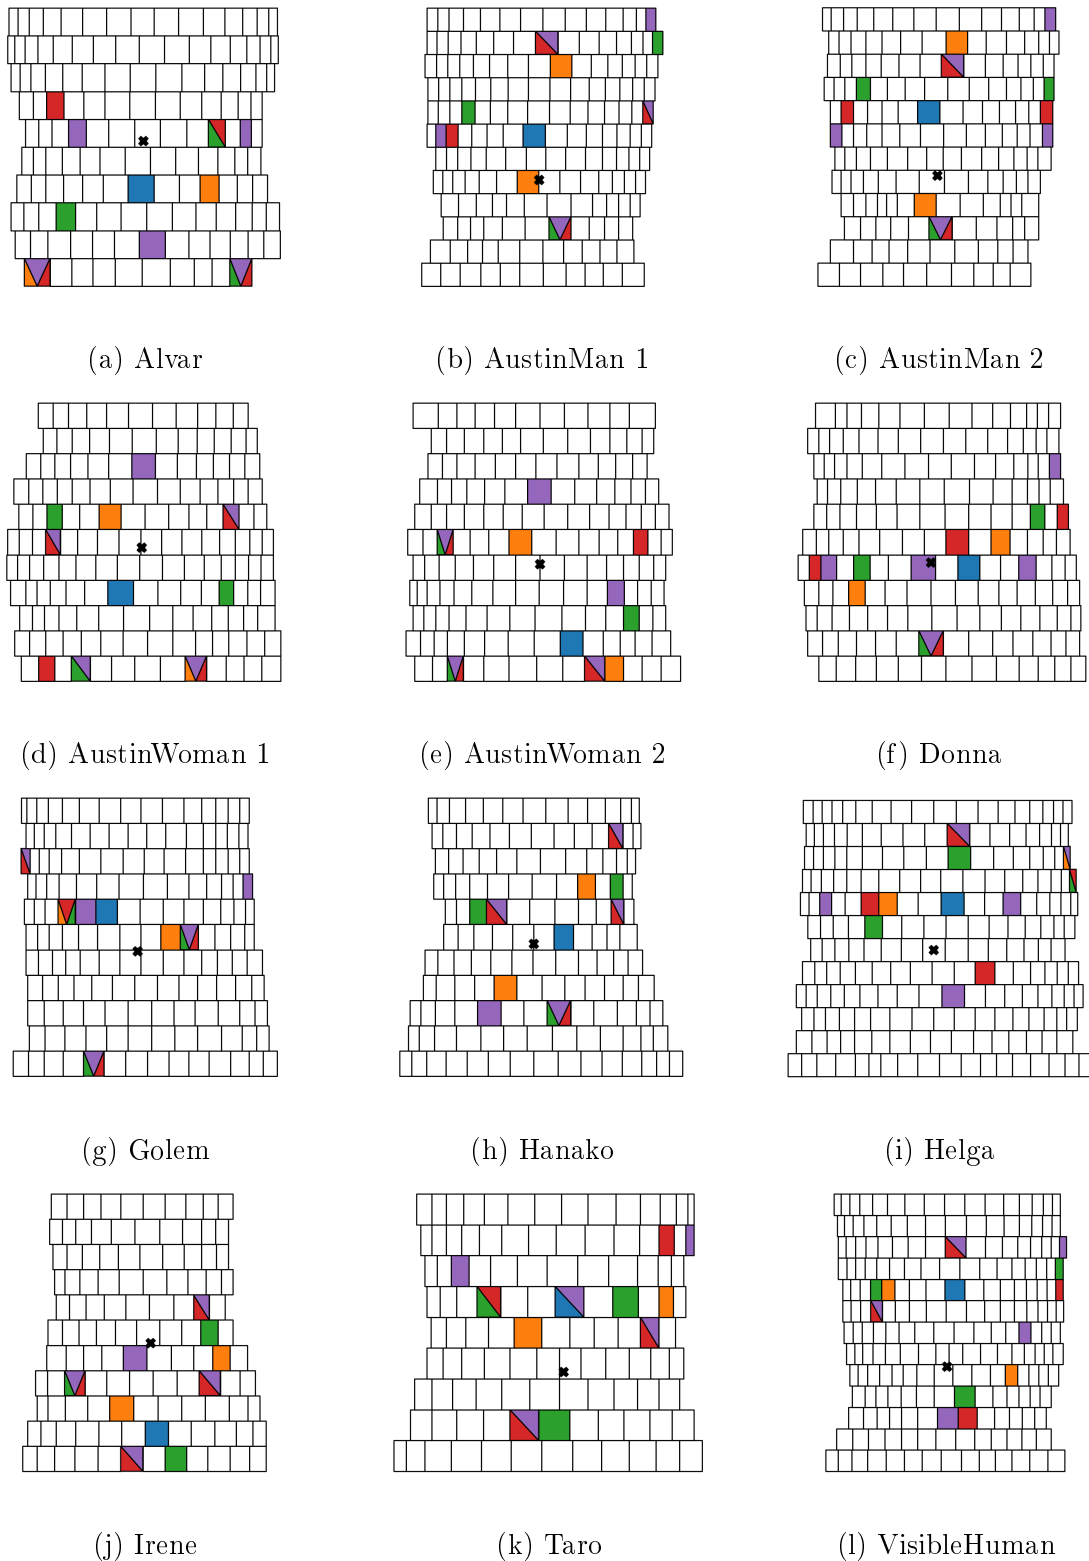 (a) Alvar
(b) AustinMan 1
(c) AustinMan 2
(d) AustinWoman 1
(e) AustinWoman 2
(f) Donna
(g) Golem
(h) Hanako
(i) Helga
(j) Irene
(k) Taro
(l) VisibleHuman